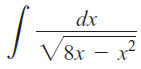 ∫ dx / √(8x − x²)